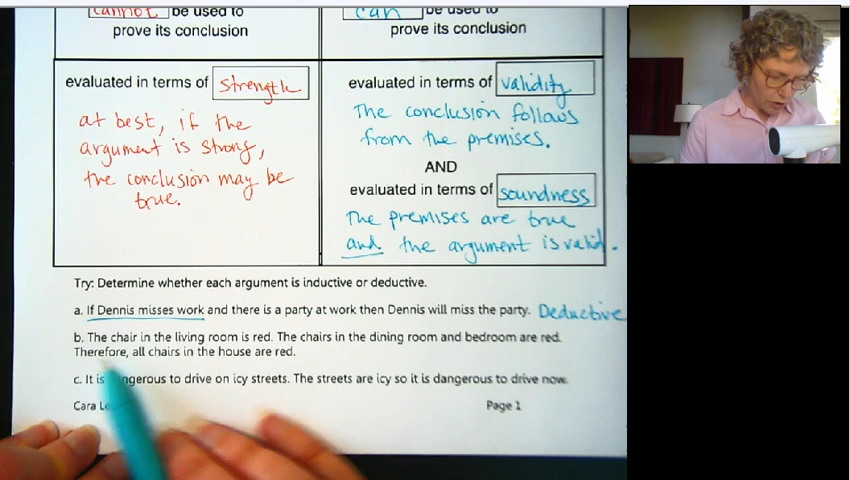 cannot be used to
prove its conclusion
can be used to
prove its conclusion
evaluated in terms of strength
at best, if the
argument is strong,
the conclusion may be
true.
evaluated in terms of validity
The conclusion follows
from the premises.
AND
evaluated in terms of soundness
The premises are true
and the argument is valid.
Try: Determine whether each argument is inductive or deductive.
a. If Dennis misses work and there is a party at work then Dennis will miss the party. Deductive
b. The chair in the living room is red. The chairs in the dining room and bedroom are red.
Therefore, all chairs in the house are red.
c. It is dangerous to drive on icy streets. The streets are icy so it is dangerous to drive now.
Cara
Page 1